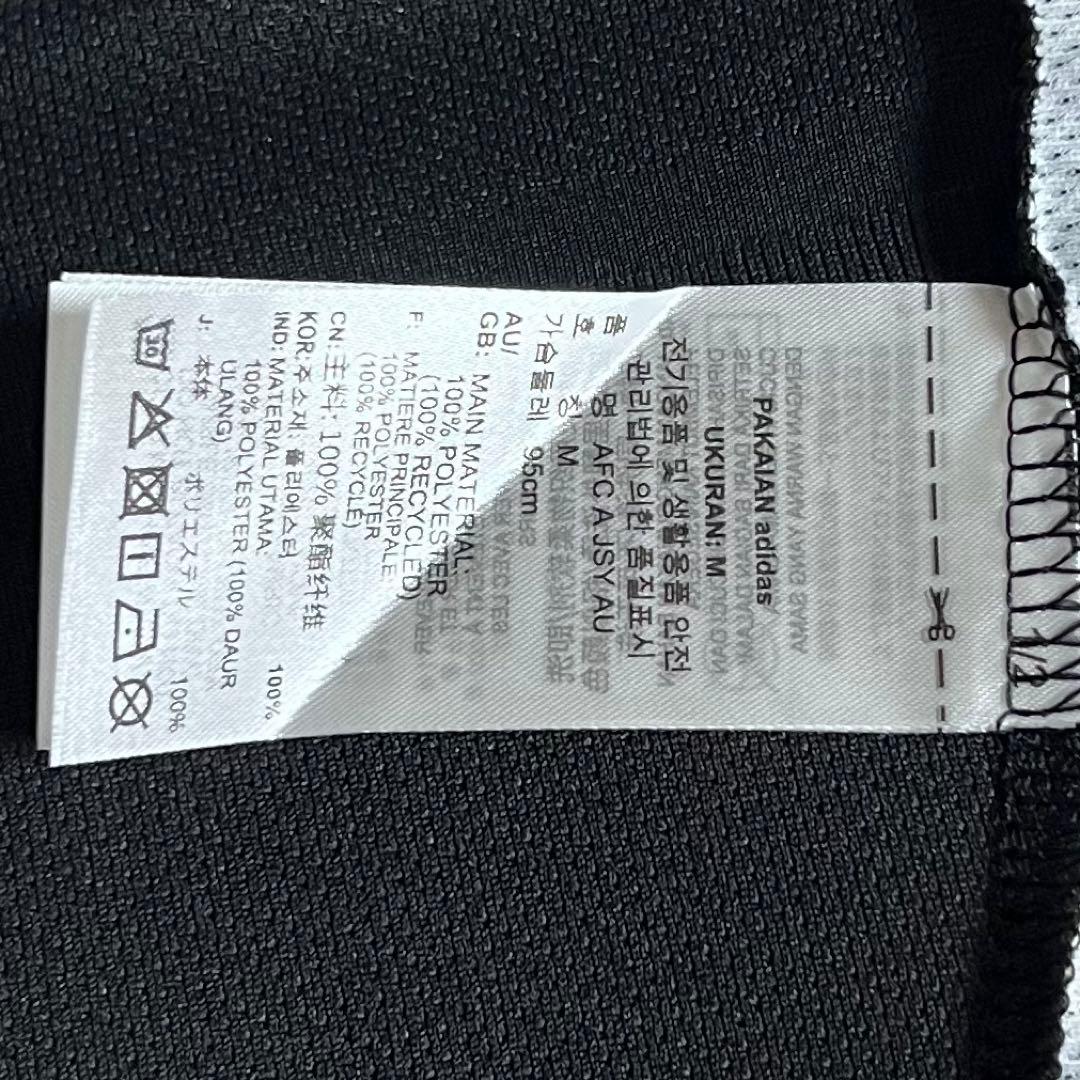 PAKAIAN adidas
UKURAN: M
전기용품 및 생활용품 안전
관리법에 의한 품질표시
품 명 AFC A JSY AU
호 칭 M
가슴둘레 95cm
AU/
GB: MAIN MATERIAL:
100% POLYESTER
(100% RECYCLED)
F: MATIERE PRINCIPALE
100% POLYESTER
(100% RECYCLÉ)
CN:主料: 100% 聚酯纤维
KOR:주소재: 폴리에스터 100%
IND: MATERIAL UTAMA:
100% POLYESTER (100% DAUR
ULANG)
J: 本体 ポリエステル 100%
30
1/2